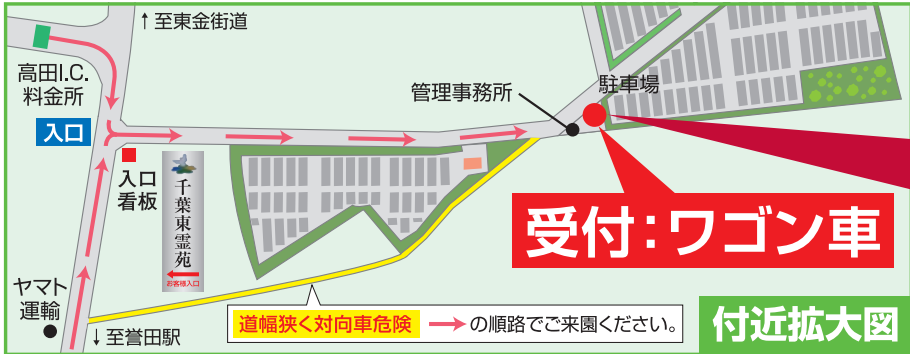 ↑至東金街道
高田I.C.
料金所
入口
管理事務所
駐車場
入口
看板
千葉東霊苑
お客様入口
受付：ワゴン車
ヤマト
運輸
↓至誉田駅
道幅狭く対向車危険 →の順路でご来園ください。
付近拡大図